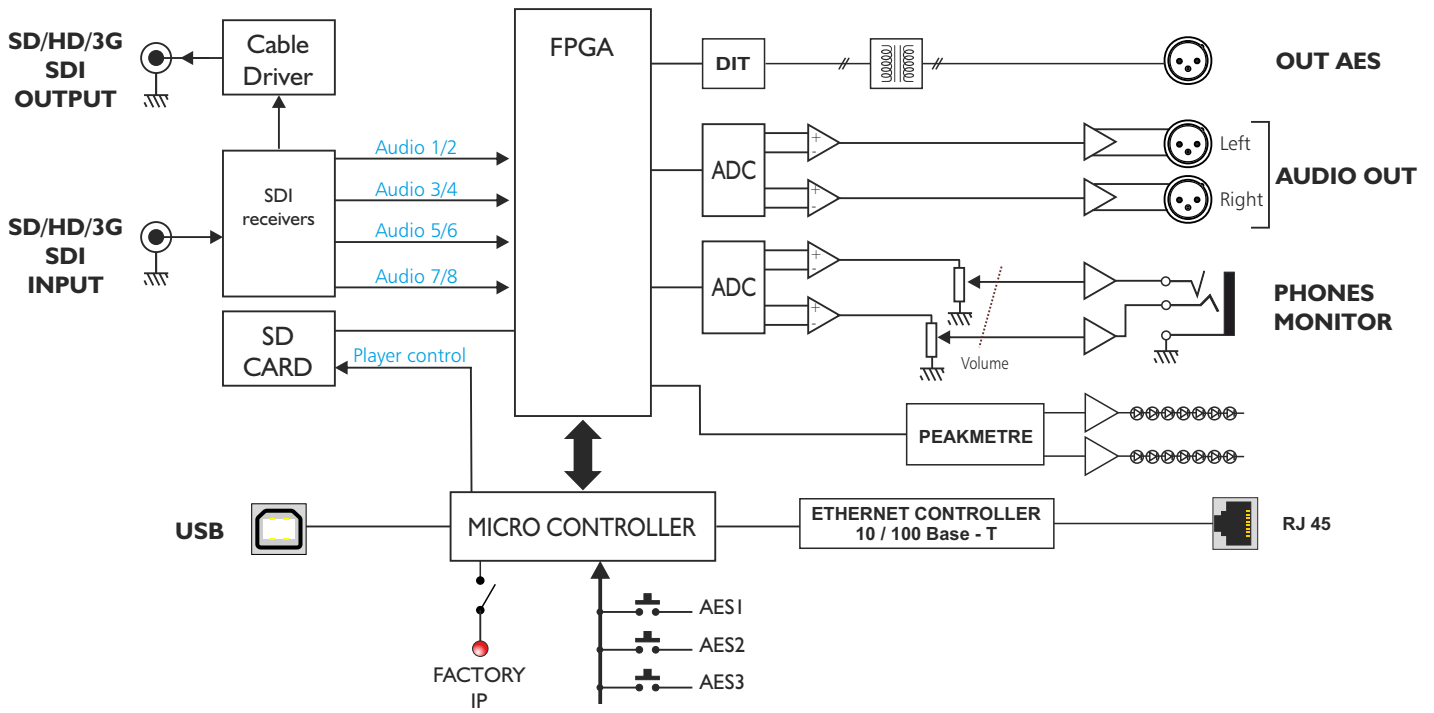 SD/HD/3G
SDI
OUTPUT
Cable
Driver
FPGA
DIT
OUT AES
SDI
receivers
Audio 1/2
Audio 3/4
Audio 5/6
Audio 7/8
ADC
+
-
+
-
Left
Right
AUDIO OUT
SD/HD/3G
SDI
INPUT
ADC
+
-
+
-
Volume
PHONES
MONITOR
SD
CARD
Player control
PEAKMETRE
USB
MICRO CONTROLLER
ETHERNET CONTROLLER
10 / 100 Base - T
RJ 45
FACTORY
IP
AES1
AES2
AES3